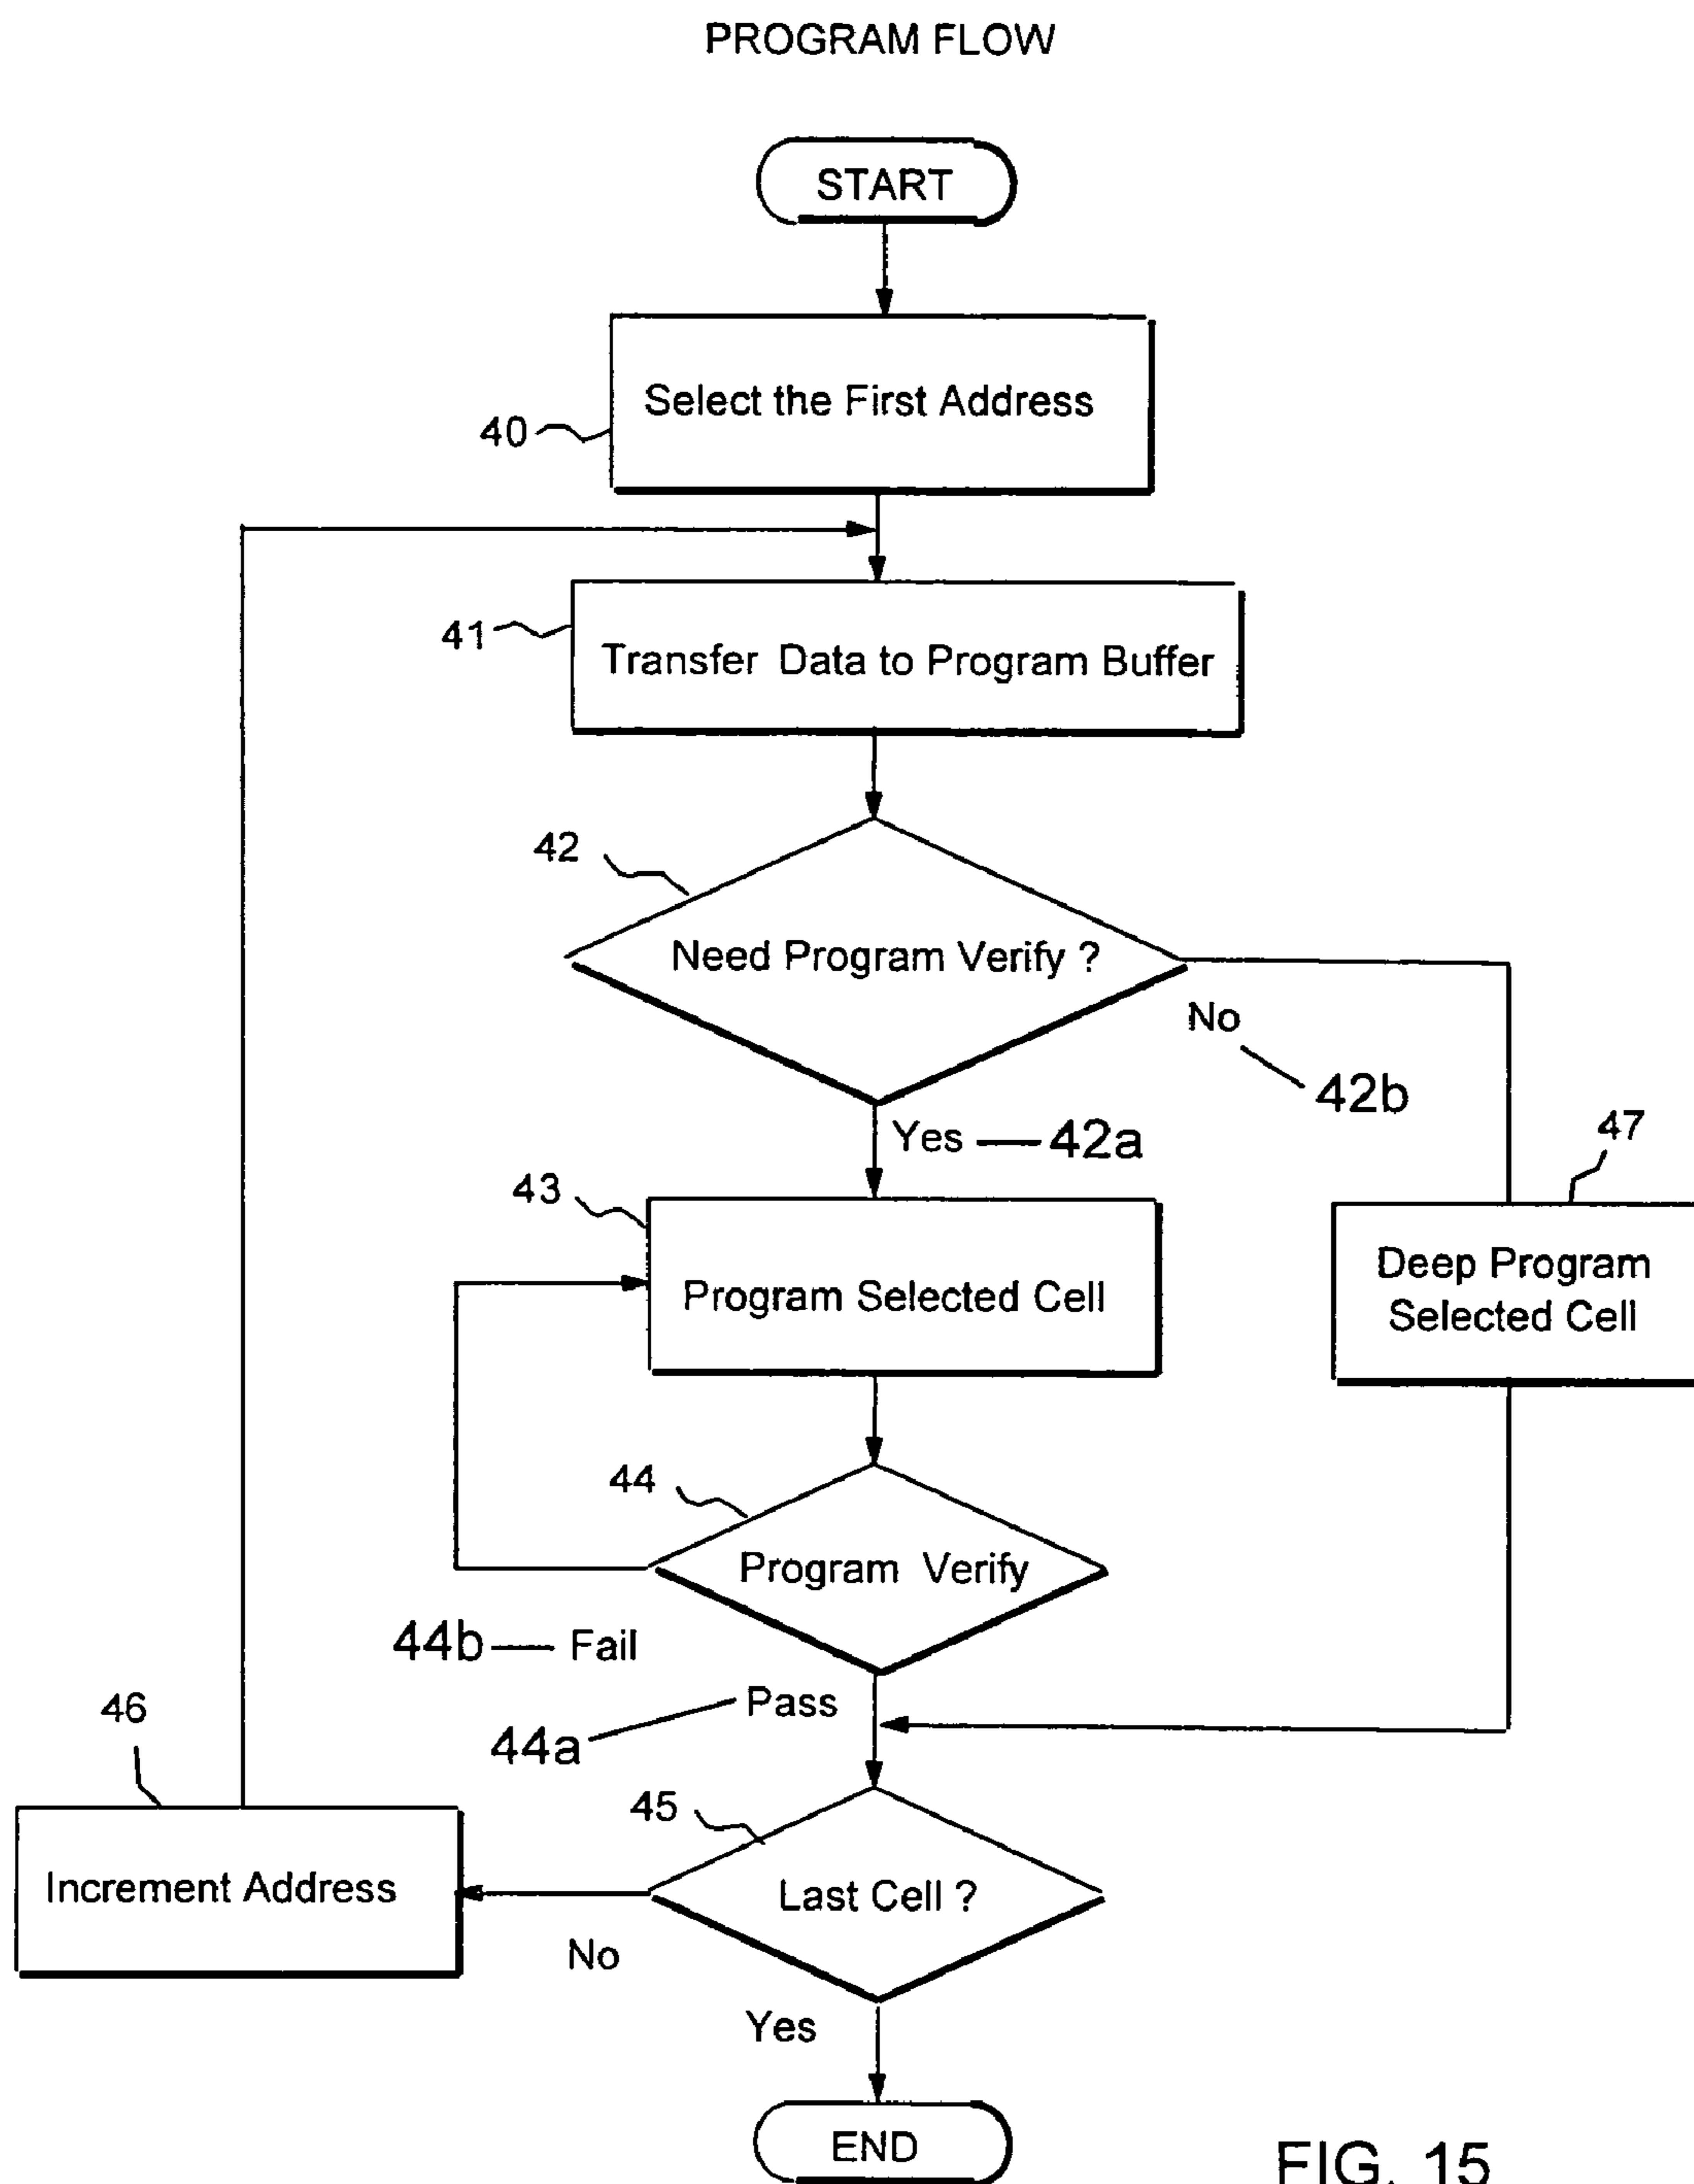 PROGRAM FLOW
START
Select the First Address
40
41
Transfer Data to Program Buffer
42
Need Program Verify ?
No
42b
Yes
42a
47
43
Deep Program
Selected Cell
Program Selected Cell
44
Program Verify
44b
Fail
Pass
44a
46
45
Increment Address
Last Cell ?
No
Yes
END
FIG. 15